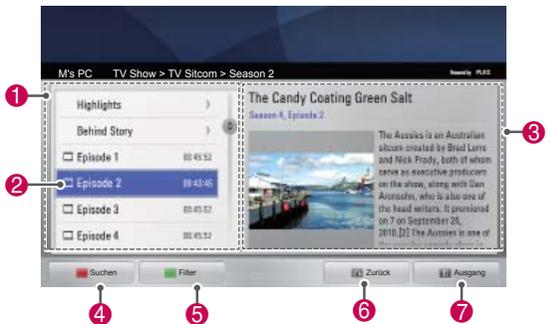 M's PC TV Show > TV Sitcom > Season 2
Powered by PLEX
1
Highlights
Behind Story
Episode 1 00:45:52
2
Episode 2 00:43:45
Episode 3 00:45:52
Episode 4 00:45:52
The Candy Coating Green Salt
Season 4, Episode 2
3
The Aussies is an Australian
sitcom created by Brad Lorre
and Nick Prady, both of whom
serve as executive producers
on the show, along with Dan
Aronsohn, who is also one of
the head writers. It premiered
on 7 on September 26,
2010.[2] The Aussies is one of
Suchen
Filter
Zurück
Ausgang
4
5
6
7